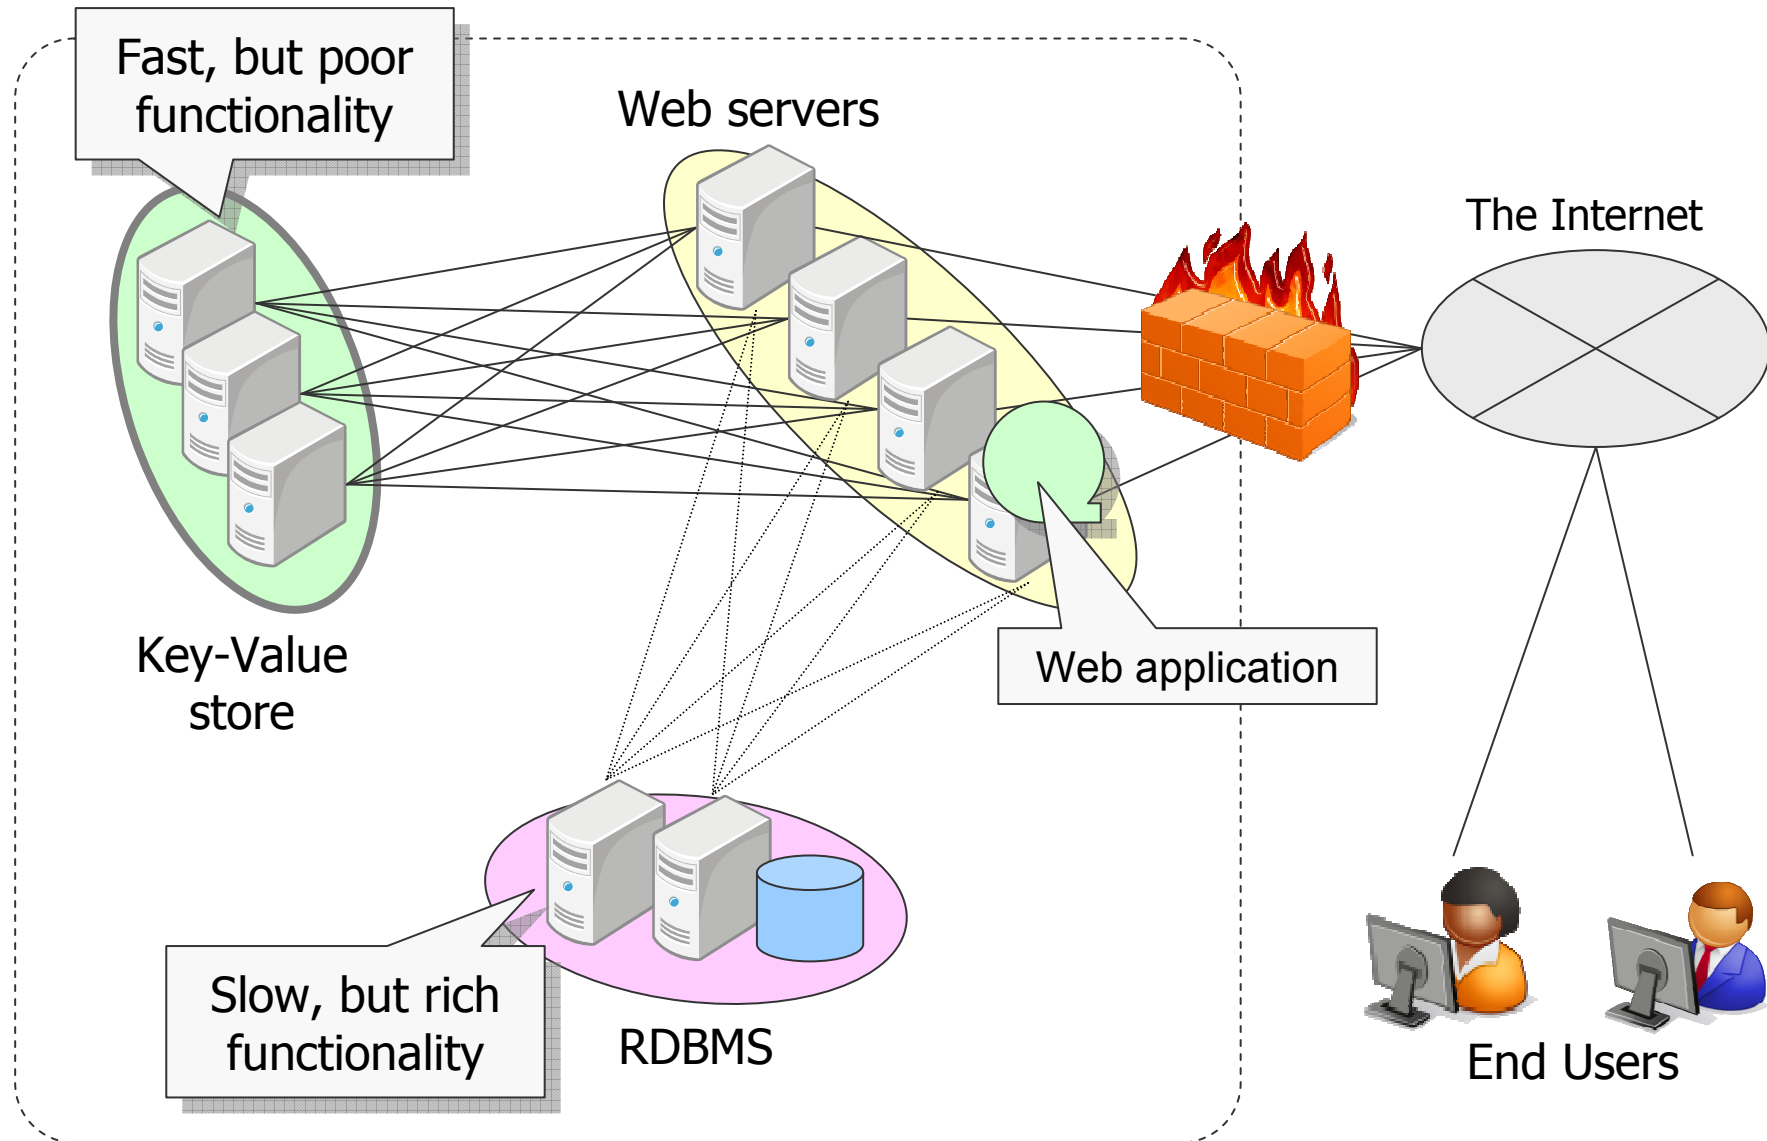 Fast, but poor
functionality
Web servers
The Internet
Key-Value
store
Web application
Slow, but rich
functionality
RDBMS
End Users